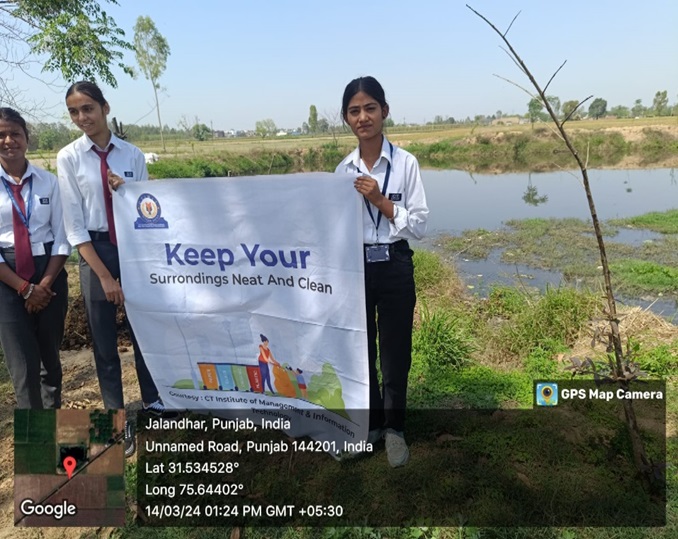 Keep Your
Surrondings Neat And Clean
Courtesy : CT Institute of Management & Information
Technology
GPS Map Camera
Jalandhar, Punjab, India
Unnamed Road, Punjab 144201, India
Lat 31.534528°
Long 75.64402°
14/03/24 01:24 PM GMT +05:30
Google